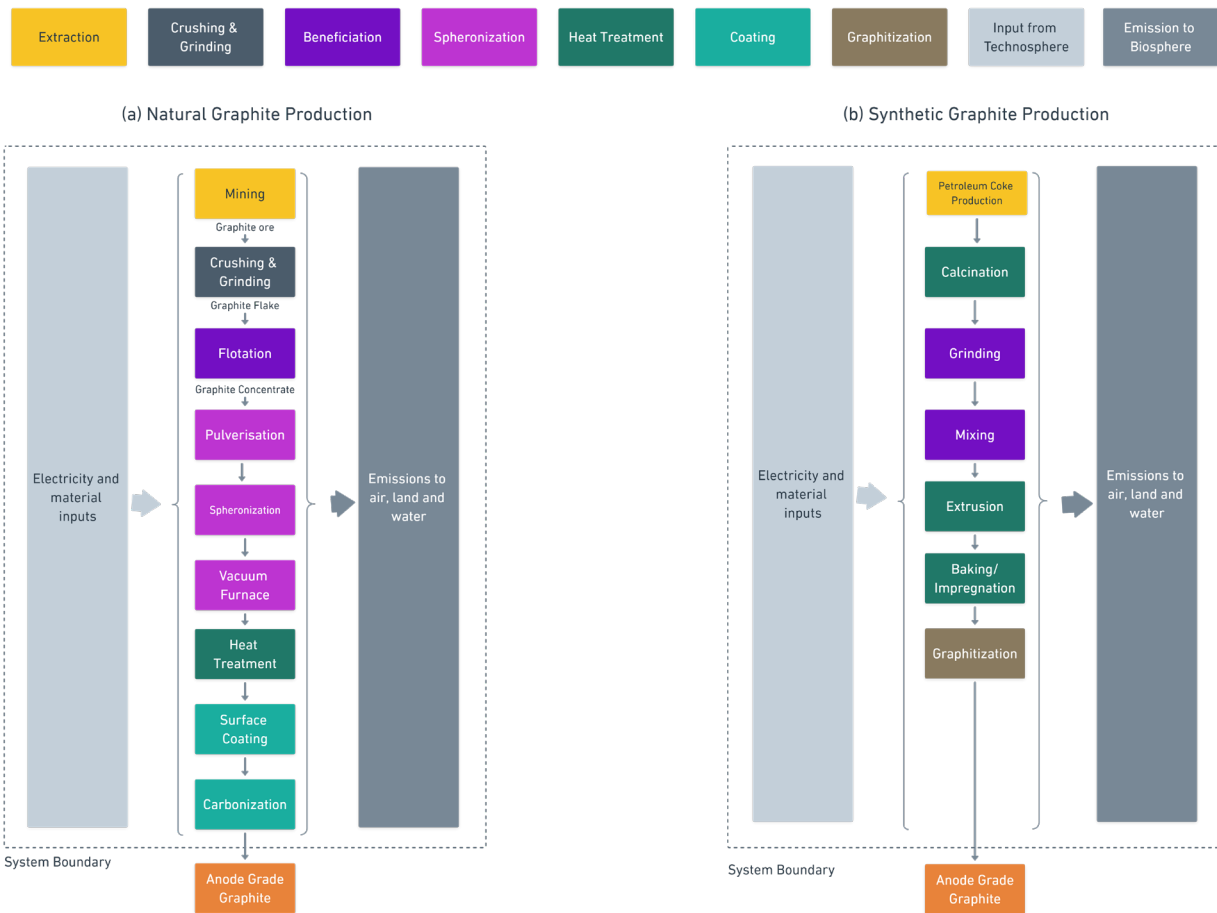 Extraction
Crushing &
Grinding
Beneficiation
Spheronization
Heat Treatment
Coating
Graphitization
Input from
Technosphere
Emission to
Biosphere
(a) Natural Graphite Production
Electricity and
material
inputs
Mining
Graphite ore
Crushing &
Grinding
Graphite Flake
Flotation
Graphite Concentrate
Pulverisation
Spheronization
Vacuum
Furnace
Heat
Treatment
Surface
Coating
Carbonization
Emissions to
air, land and
water
System Boundary
Anode Grade
Graphite
(b) Synthetic Graphite Production
Electricity and
material
inputs
Petroleum Coke
Production
Calcination
Grinding
Mixing
Extrusion
Baking/
Impregnation
Graphitization
Emissions to
air, land and
water
System Boundary
Anode Grade
Graphite